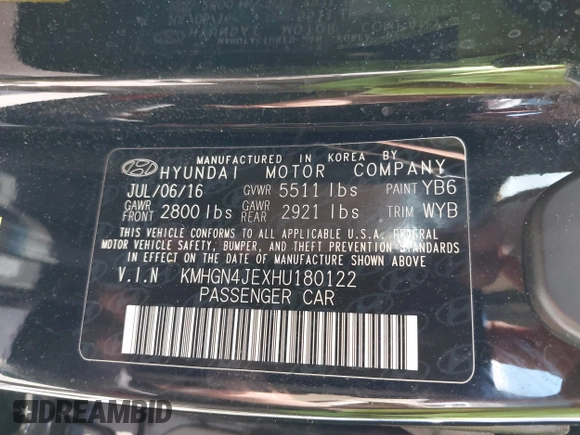 MANUFACTURED IN KOREA BY
HYUNDAI MOTOR COMPANY
JUL/06/16 GVWR 5511 lbs PAINT YB6
GAWR FRONT 2800 lbs GAWR REAR 2921 lbs TRIM WYB
THIS VEHICLE CONFORMS TO ALL APPLICABLE U.S.A. FEDERAL
MOTOR VEHICLE SAFETY, BUMPER, AND THEFT PREVENTION STANDARDS
IN EFFECT ON THE DATE OF MANUFACTURE SHOWN ABOVE.
V.I.N KMHGN4JEXHU180122
PASSENGER CAR
IDREAMBID